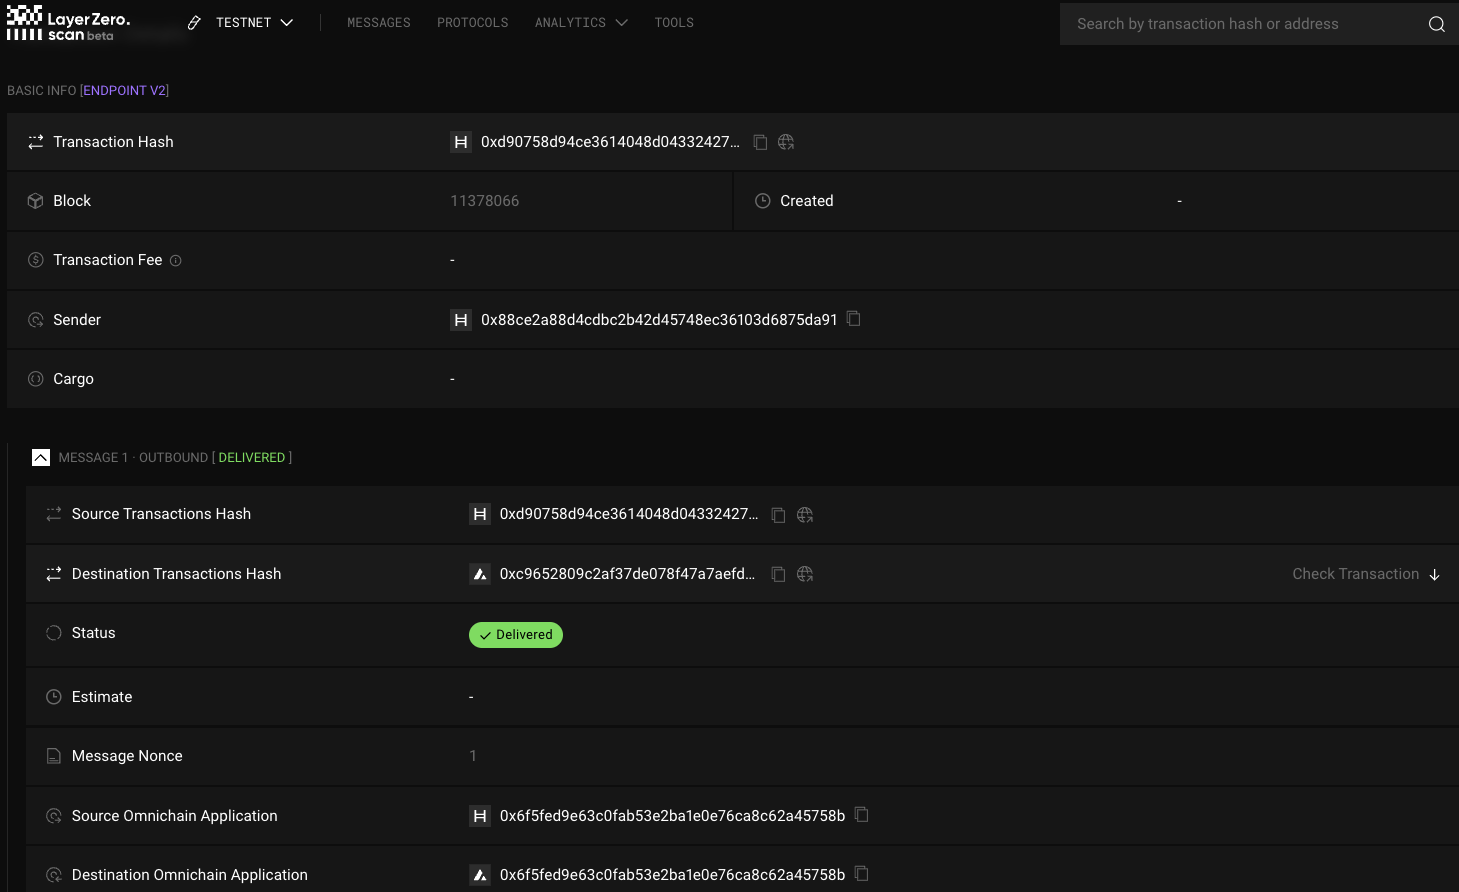 LayerZero.
scan beta
TESTNET
MESSAGES PROTOCOLS ANALYTICS TOOLS
Search by transaction hash or address
BASIC INFO [ENDPOINT V2]
Transaction Hash 0xd90758d94ce3614048d04332427...
Block 11378066 Created -
Transaction Fee -
Sender 0x88ce2a88d4cdbc2b42d45748ec36103d6875da91
Cargo -
MESSAGE 1 · OUTBOUND [ DELIVERED ]
Source Transactions Hash 0xd90758d94ce3614048d04332427...
Destination Transactions Hash 0xc9652809c2af37de078f47a7aefd... Check Transaction
Status Delivered
Estimate -
Message Nonce 1
Source Omnichain Application 0x6f5fed9e63c0fab53e2ba1e0e76ca8c62a45758b
Destination Omnichain Application 0x6f5fed9e63c0fab53e2ba1e0e76ca8c62a45758b